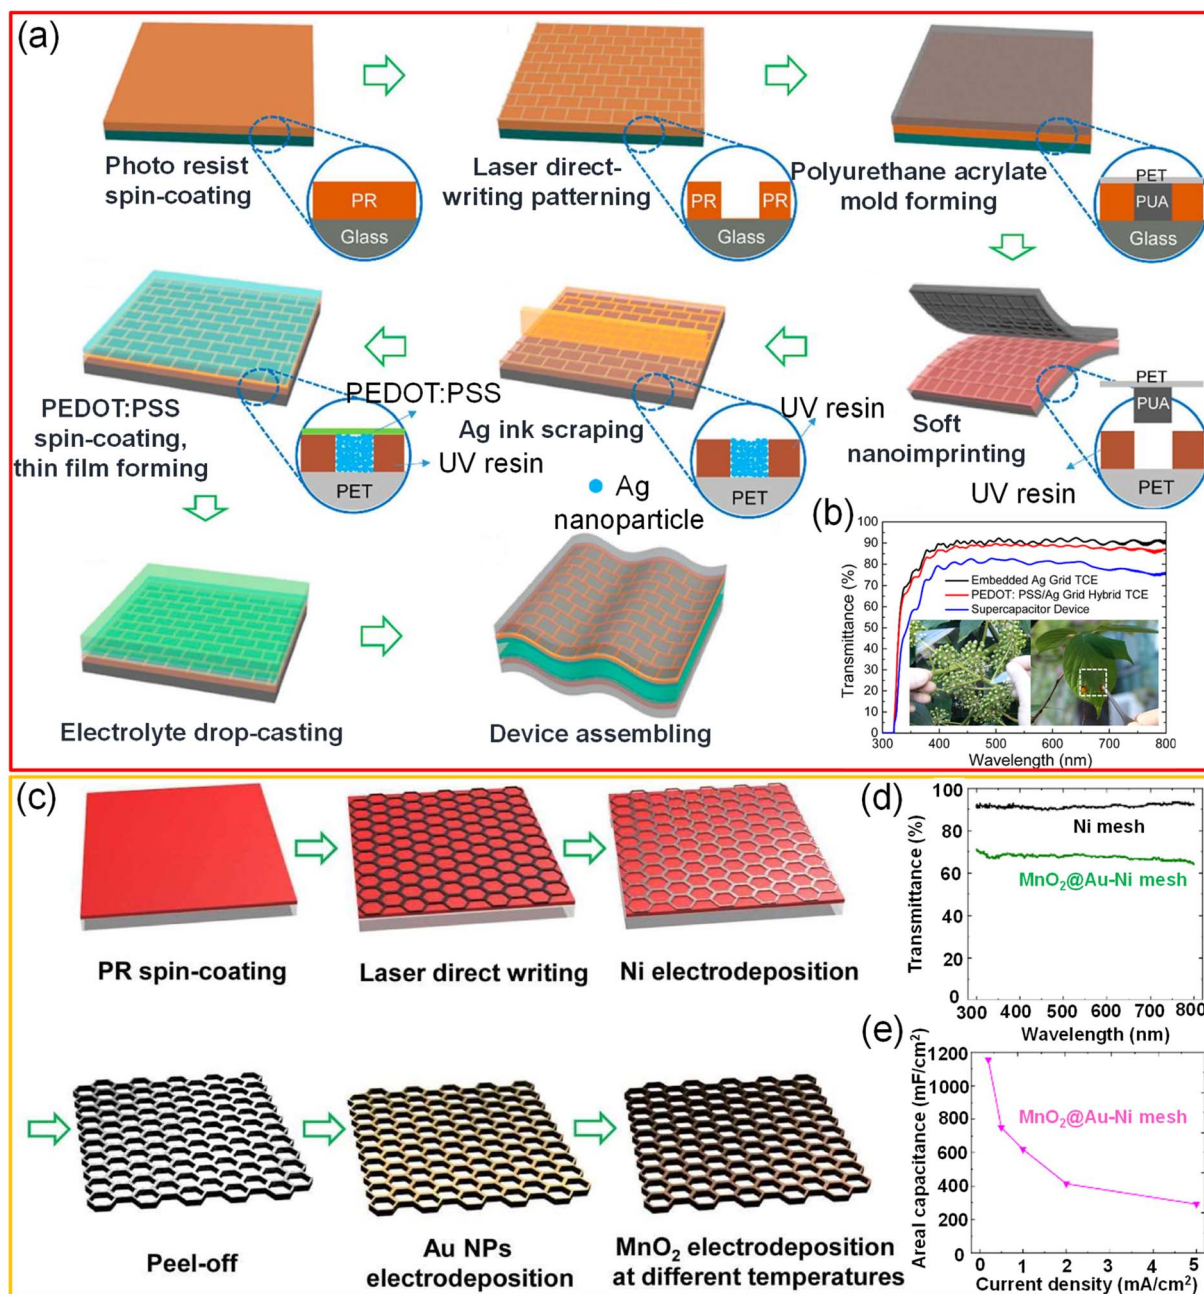 (a)
Photo resist
spin-coating
PR
Glass
Laser direct-
writing patterning
PR PR
Glass
Polyurethane acrylate
mold forming
PET
PUA
Glass
PEDOT:PSS
spin-coating,
thin film forming
PEDOT:PSS
UV resin
PET
Ag ink scraping
UV resin
PET
Ag
nanoparticle
Soft
nanoimprinting
PET
PUA
UV resin
PET
Electrolyte drop-casting
Device assembling
(b)
Transmittance (%)
100
90
80
70
60
50
40
30
20
10
0
Embedded Ag Grid TCE
PEDOT: PSS/Ag Grid Hybrid TCE
Supercapacitor Device
300 400 500 600 700 800
Wavelength (nm)
(c)
PR spin-coating
Laser direct writing
Ni electrodeposition
Peel-off
Au NPs
electrodeposition
MnO₂ electrodeposition
at different temperatures
(d)
Transmittance (%)
100
80
60
40
20
0
Ni mesh
MnO₂@Au-Ni mesh
300 400 500 600 700 800
Wavelength (nm)
(e)
Areal capacitance (mF/cm²)
1200
1000
800
600
400
200
0
MnO₂@Au-Ni mesh
0 1 2 3 4 5
Current density (mA/cm²)